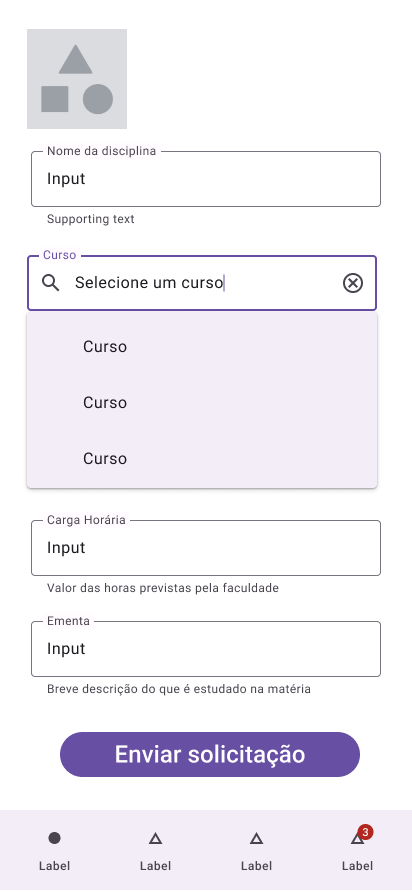 Nome da disciplina
Input
Supporting text
Curso
Selecione um curso
Curso
Curso
Curso
Carga Horária
Input
Valor das horas previstas pela faculdade
Ementa
Input
Breve descrição do que é estudado na matéria
Enviar solicitação
3
Label Label Label Label